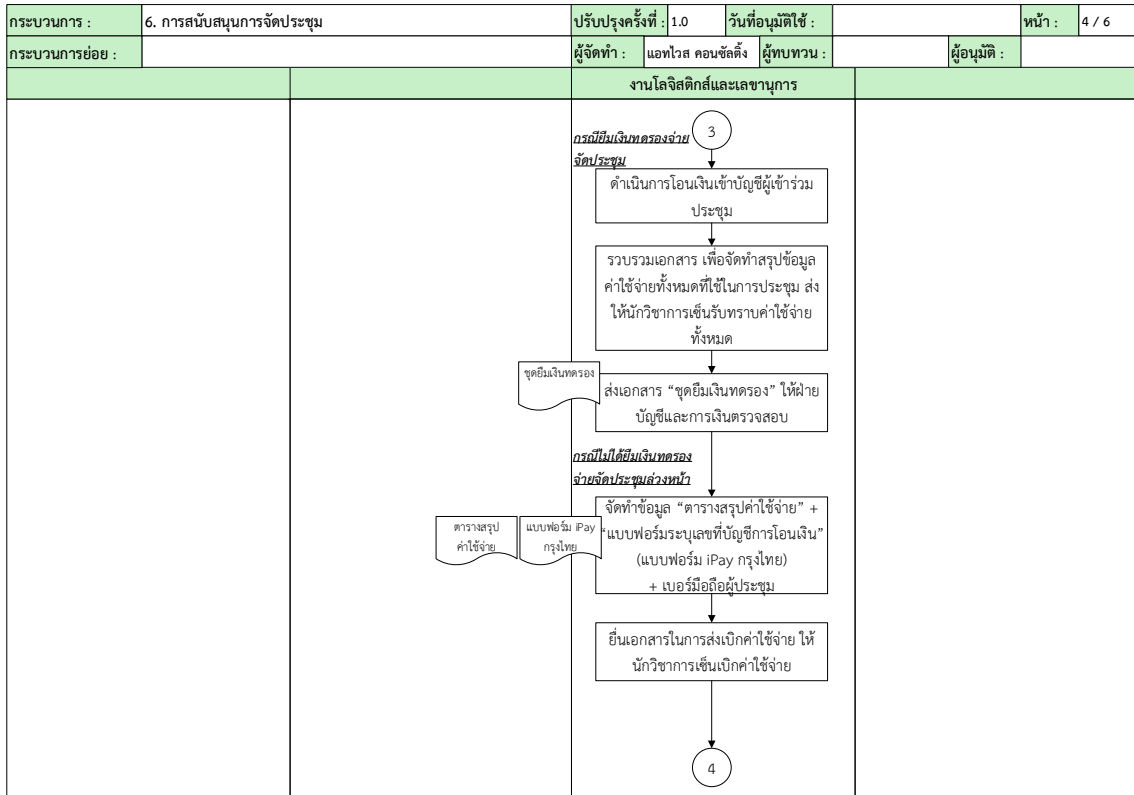 กระบวนการ : 6. การสนับสนุนการจัดประชุม ปรับปรุงครั้งที่ : 1.0 วันที่อนุมัติใช้ : หน้า : 4 / 6
กระบวนการย่อย : ผู้จัดทำ : แอทไวส คอนซัลติ้ง ผู้ทบทวน : ผู้อนุมัติ :
งานโลจิสติกส์และเลขานุการ
3
กรณียืมเงินทดรองจ่าย
จัดประชุม
ดำเนินการโอนเงินเข้าบัญชีผู้เข้าร่วม
ประชุม
รวบรวมเอกสาร เพื่อจัดทำสรุปข้อมูล
ค่าใช้จ่ายทั้งหมดที่ใช้ในการประชุม ส่ง
ให้นักวิชาการเซ็นรับทราบค่าใช้จ่าย
ทั้งหมด
ชุดยืมเงินทดรอง
ส่งเอกสาร “ชุดยืมเงินทดรอง” ให้ฝ่าย
บัญชีและการเงินตรวจสอบ
กรณีไม่ได้ยืมเงินทดรอง
จ่ายจัดประชุมล่วงหน้า
ตารางสรุป
ค่าใช้จ่าย
แบบฟอร์ม iPay
กรุงไทย
จัดทำข้อมูล “ตารางสรุปค่าใช้จ่าย” +
“แบบฟอร์มระบุเลขที่บัญชีการโอนเงิน”
(แบบฟอร์ม iPay กรุงไทย)
+ เบอร์มือถือผู้ประชุม
ยื่นเอกสารในการส่งเบิกค่าใช้จ่าย ให้
นักวิชาการเซ็นเบิกค่าใช้จ่าย
4